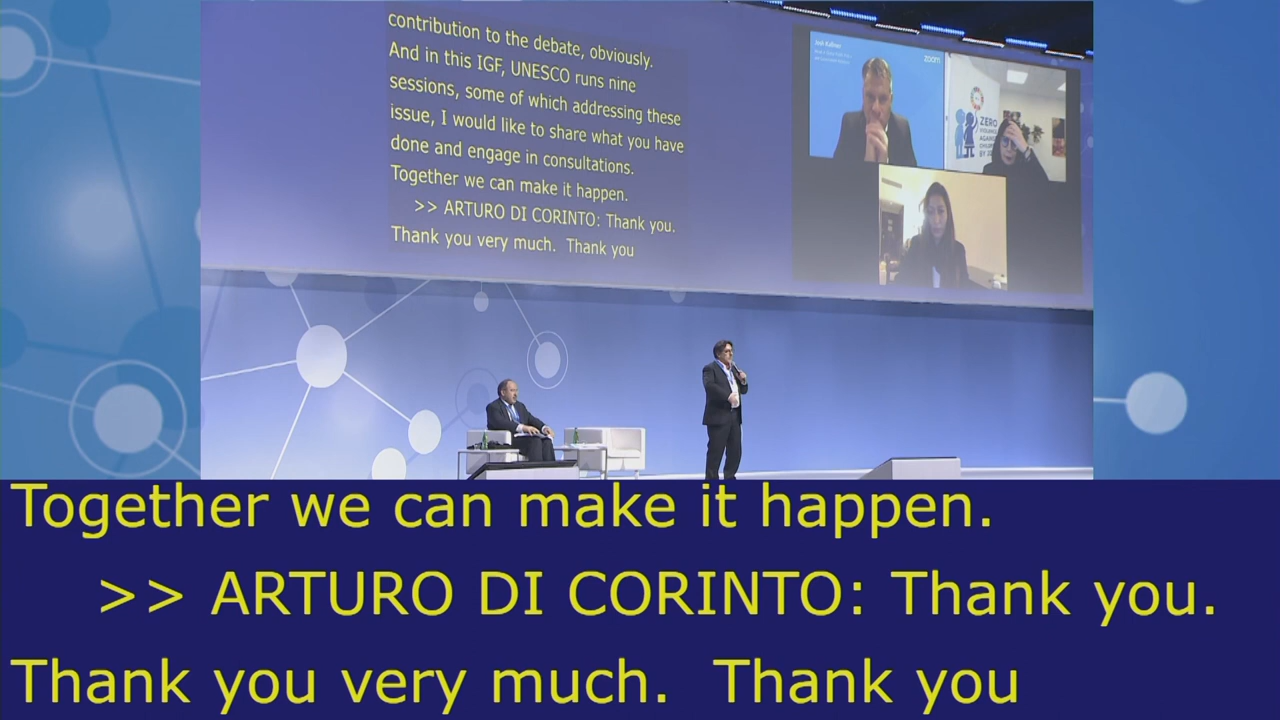 contribution to the debate, obviously.
And in this IGF, UNESCO runs nine
sessions, some of which addressing these
issue, I would like to share what you have
done and engage in consultations.
Together we can make it happen.
>> ARTURO DI CORINTO: Thank you.
Thank you very much. Thank you
zoom
ZERO
Together we can make it happen.
>> ARTURO DI CORINTO: Thank you.
Thank you very much. Thank you